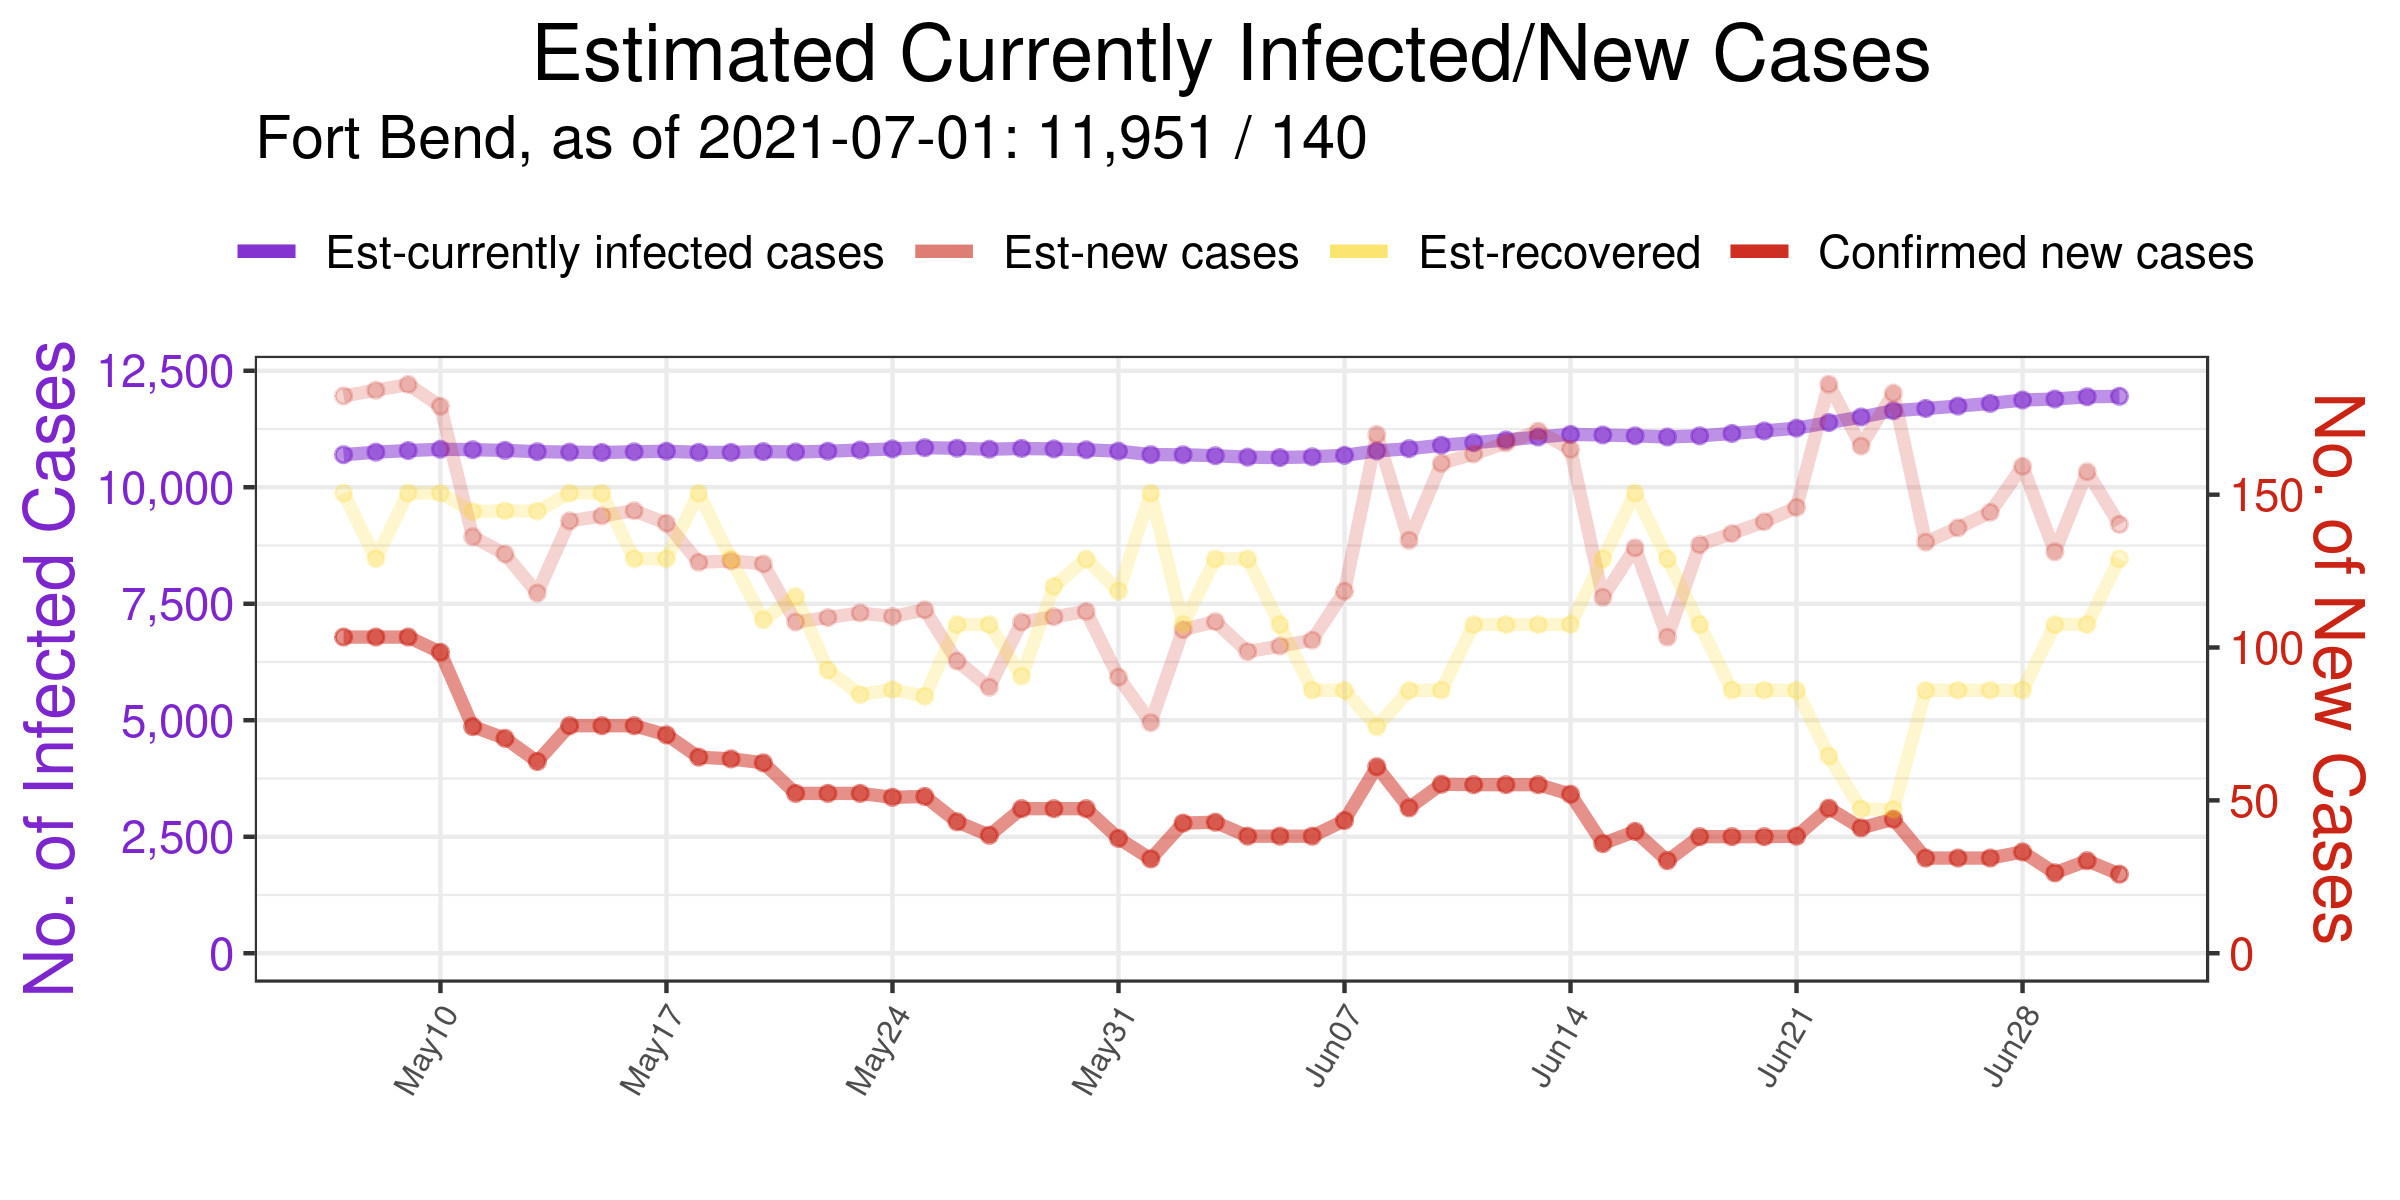 Estimated Currently Infected/New Cases
Fort Bend, as of 2021-07-01: 11,951 / 140
Est-currently infected cases Est-new cases Est-recovered Confirmed new cases
No. of Infected Cases
12,500
10,000
7,500
5,000
2,500
0
150
100
50
0
No. of New Cases
May10 May17 May24 May31 Jun07 Jun14 Jun21 Jun28